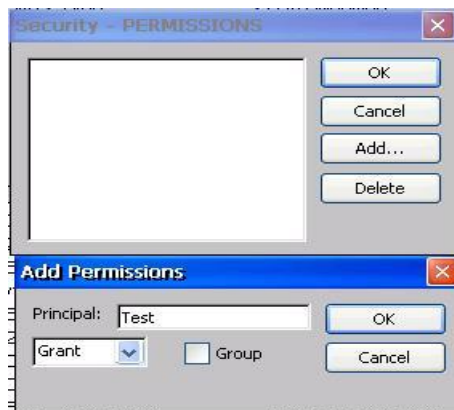 Security - PERMISSIONS
OK
Cancel
Add...
Delete
Add Permissions
Principal: Test
OK
Grant
Group
Cancel